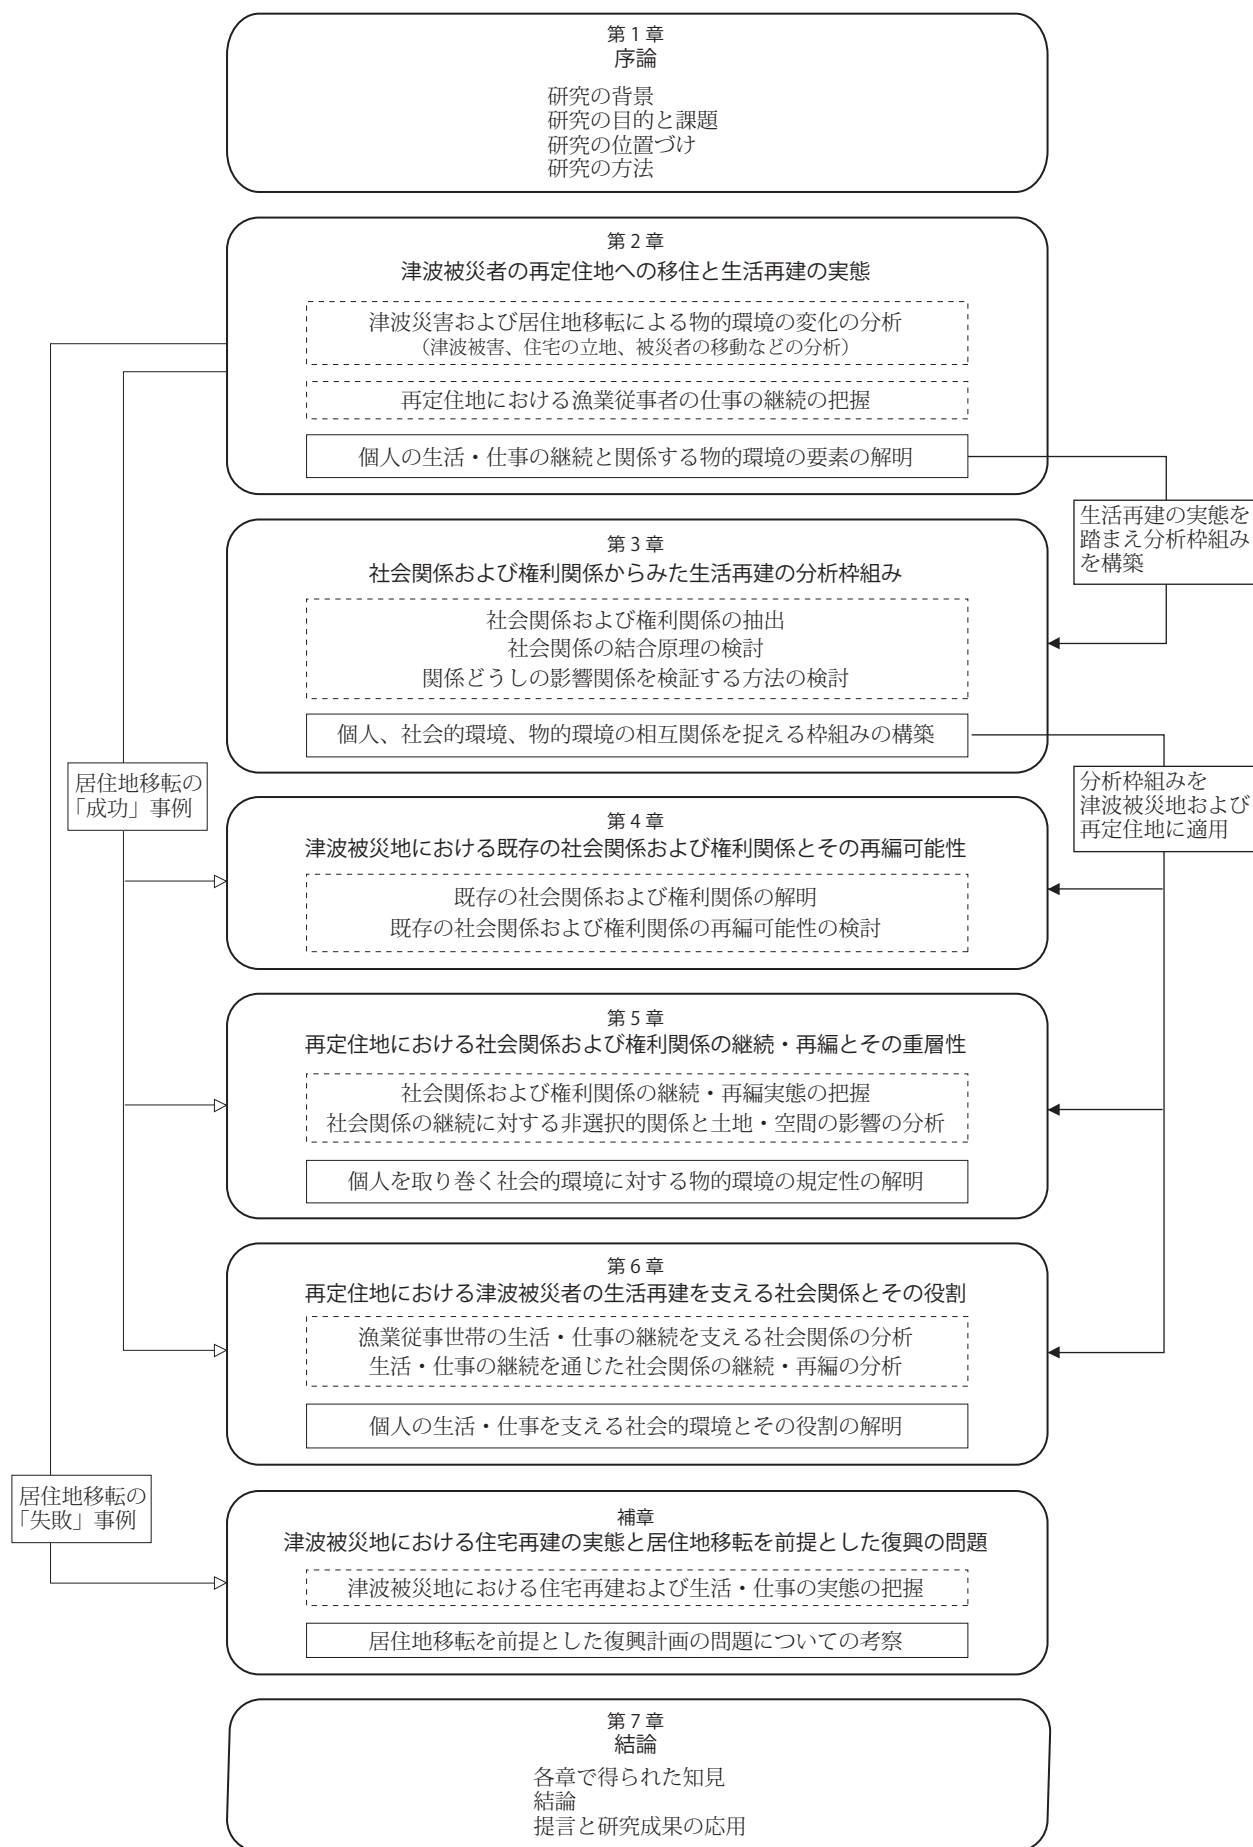 第1章
序論
研究の背景
研究の目的と課題
研究の位置づけ
研究の方法
第2章
津波被災者の再定住地への移住と生活再建の実態
津波災害および居住地移転による物的環境の変化の分析
（津波被害、住宅の立地、被災者の移動などの分析）
再定住地における漁業従事者の仕事の継続の把握
個人の生活・仕事の継続と関係する物的環境の要素の解明
生活再建の実態を
踏まえ分析枠組み
を構築
第3章
社会関係および権利関係からみた生活再建の分析枠組み
社会関係および権利関係の抽出
社会関係の結合原理の検討
関係どうしの影響関係を検証する方法の検討
個人、社会的環境、物的環境の相互関係を捉える枠組みの構築
居住地移転の
「成功」事例
分析枠組みを
津波被災地および
再定住地に適用
第4章
津波被災地における既存の社会関係および権利関係とその再編可能性
既存の社会関係および権利関係の解明
既存の社会関係および権利関係の再編可能性の検討
第5章
再定住地における社会関係および権利関係の継続・再編とその重層性
社会関係および権利関係の継続・再編実態の把握
社会関係の継続に対する非選択的関係と土地・空間の影響の分析
個人を取り巻く社会的環境に対する物的環境の規定性の解明
第6章
再定住地における津波被災者の生活再建を支える社会関係とその役割
漁業従事世帯の生活・仕事の継続を支える社会関係の分析
生活・仕事の継続を通じた社会関係の継続・再編の分析
個人の生活・仕事を支える社会的環境とその役割の解明
居住地移転の
「失敗」事例
補章
津波被災地における住宅再建の実態と居住地移転を前提とした復興の問題
津波被災地における住宅再建および生活・仕事の実態の把握
居住地移転を前提とした復興計画の問題についての考察
第7章
結論
各章で得られた知見
結論
提言と研究成果の応用